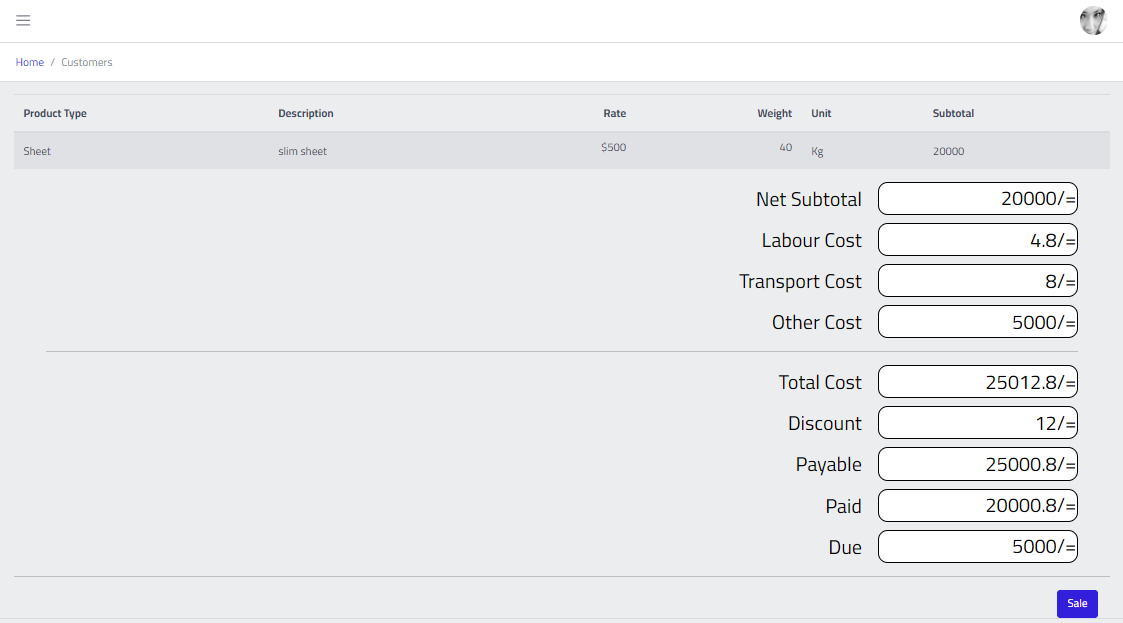 Home / Customers
Product Type Description Rate Weight Unit Subtotal
Sheet slim sheet $500 40 Kg 20000
Net Subtotal 20000/=
Labour Cost 4.8/=
Transport Cost 8/=
Other Cost 5000/=
Total Cost 25012.8/=
Discount 12/=
Payable 25000.8/=
Paid 20000.8/=
Due 5000/=
Sale